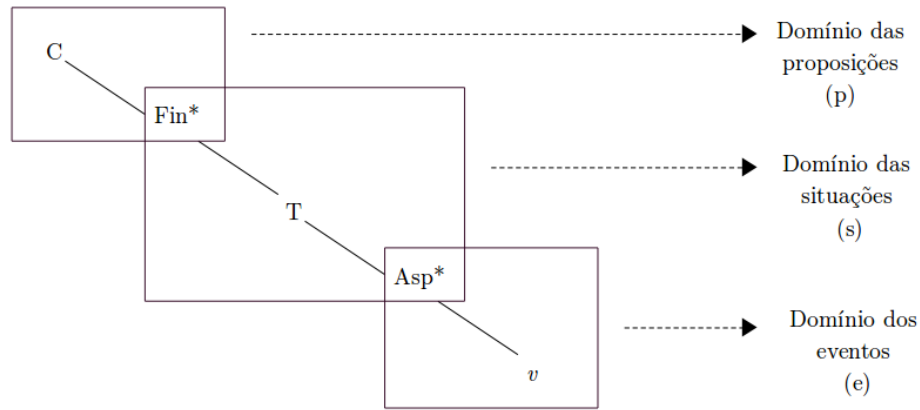 C
Domínio das
proposições
(p)
Fin*
Domínio das
situações
(s)
T
Asp*
Domínio dos
eventos
(e)
v